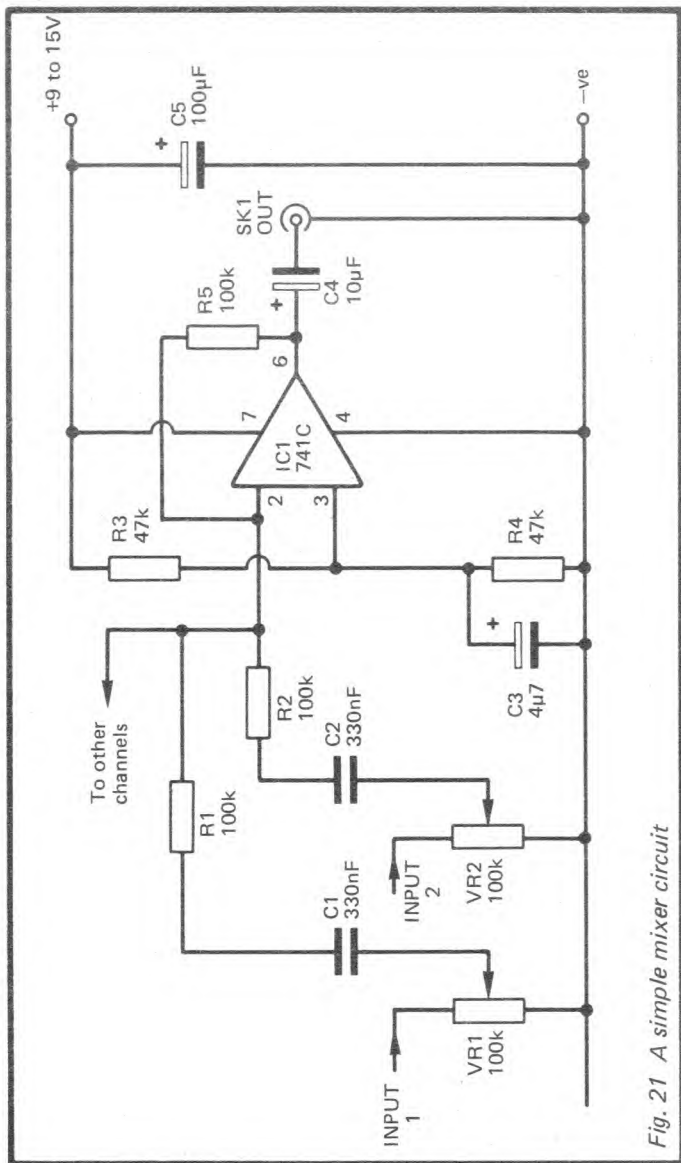 +9 to 15V
C5
100µF
+
–ve
SK1
OUT
R5
100k
+
C4
10µF
6
7
4
IC1
741C
2
3
R3
47k
R4
47k
+
C3
4µ7
To other
channels
R1
100k
R2
100k
C1
330nF
C2
330nF
INPUT
1
VR1
100k
INPUT
2
VR2
100k
Fig. 21 A simple mixer circuit